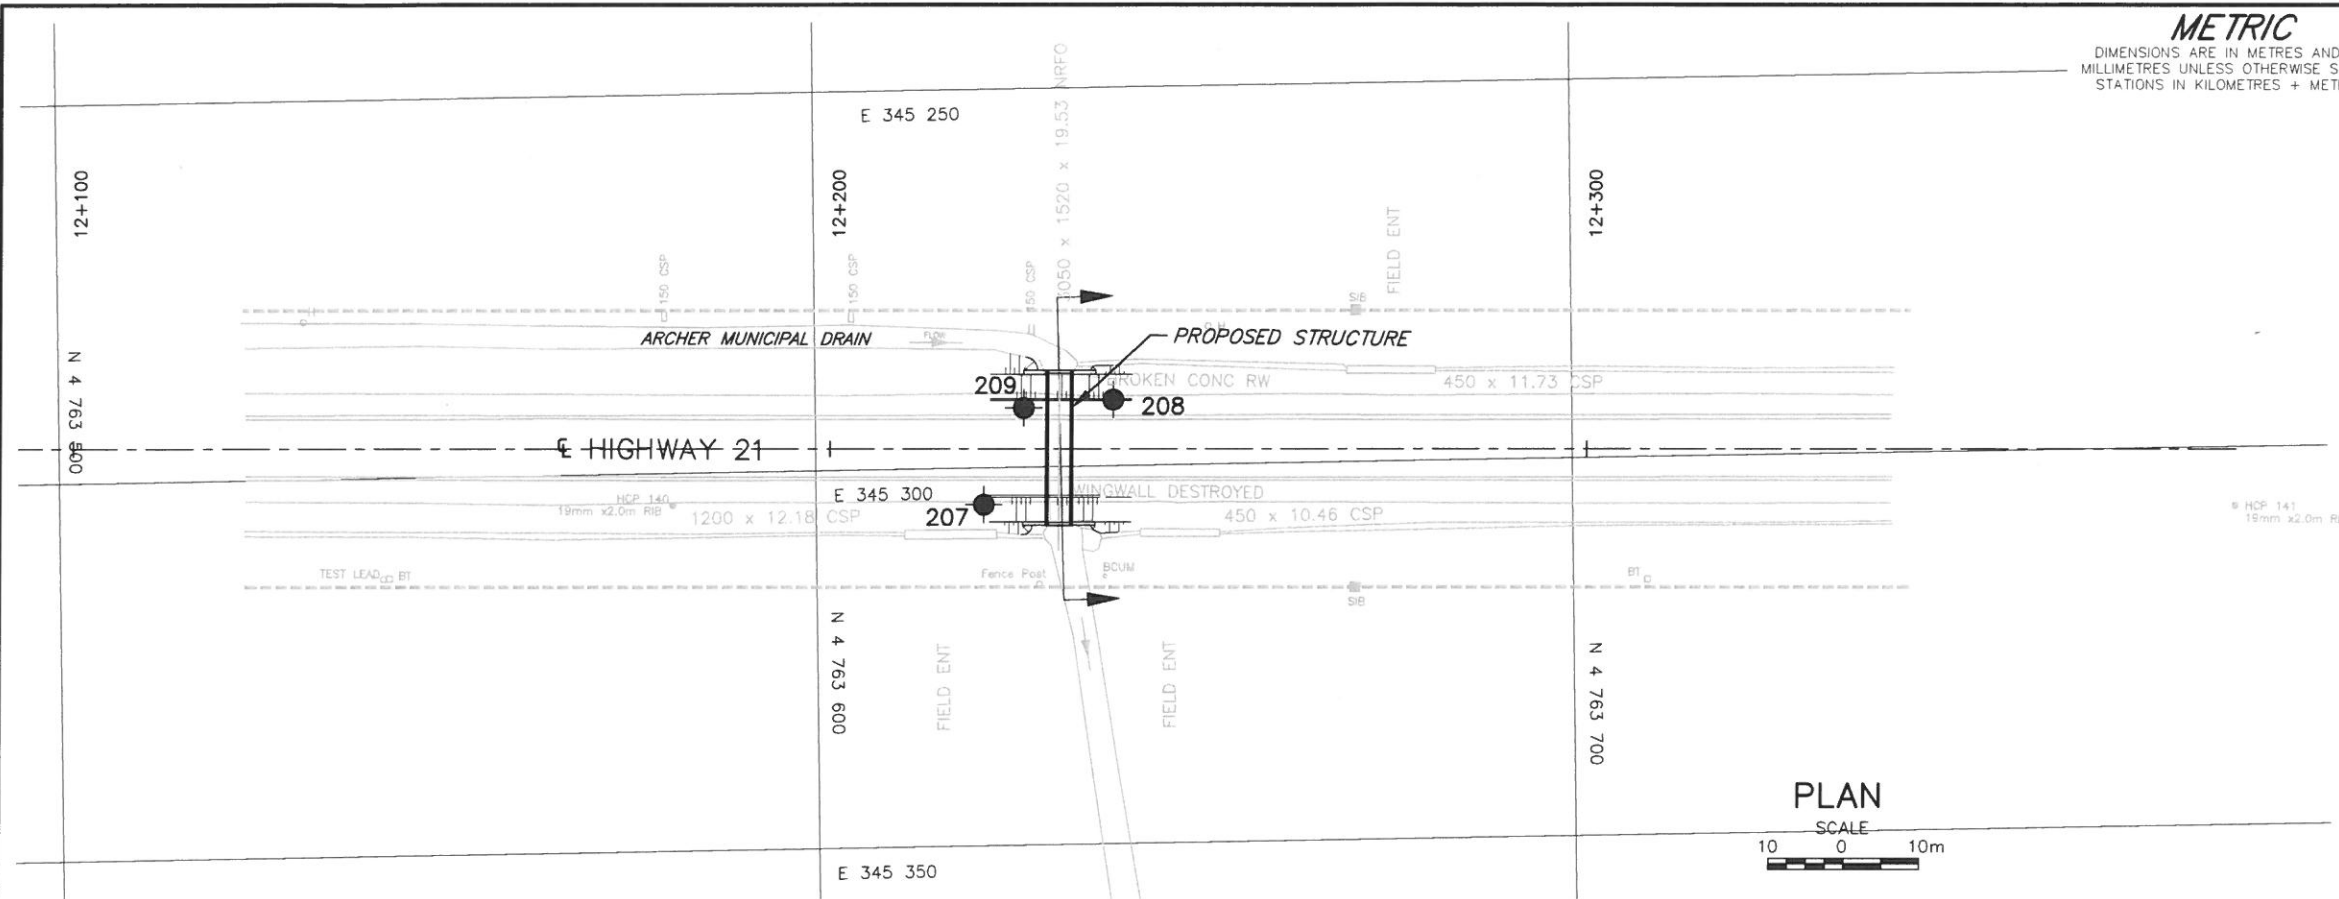 METRIC
DIMENSIONS ARE IN METRES AND
MILLIMETRES UNLESS OTHERWISE S
STATIONS IN KILOMETRES + MET
E 345 250
12+100
12+200
12+300
3050 x 1520 x 19.53 NRFO
150 CSP
150 CSP
150 CSP
FIELD ENT
SIB
ARCHER MUNICIPAL DRAIN
FLOW
PROPOSED STRUCTURE
N 4 763 500
209
208
BROKEN CONC RW
450 x 11.73 CSP
℄ HIGHWAY 21
E 345 300
WINGWALL DESTROYED
HCP 140
19mm x2.0m RIB
1200 x 12.18 CSP
207
450 x 10.46 CSP
HCP 141
19mm x2.0m
TEST LEAD
BT
Fence Post
BCUM
BT
SIB
N 4 763 600
FIELD ENT
FIELD ENT
N 4 763 700
PLAN
SCALE
10 0 10m
E 345 350